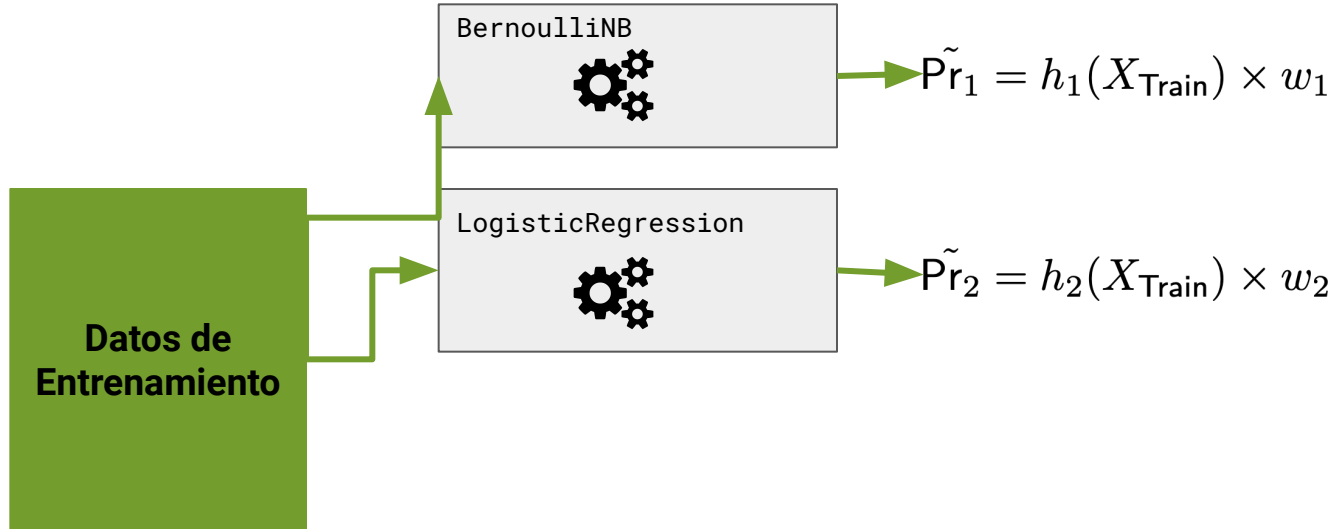 BernoulliNB
P̃r₁ = h₁(X_Train) × w₁
LogisticRegression
P̃r₂ = h₂(X_Train) × w₂
Datos de
Entrenamiento